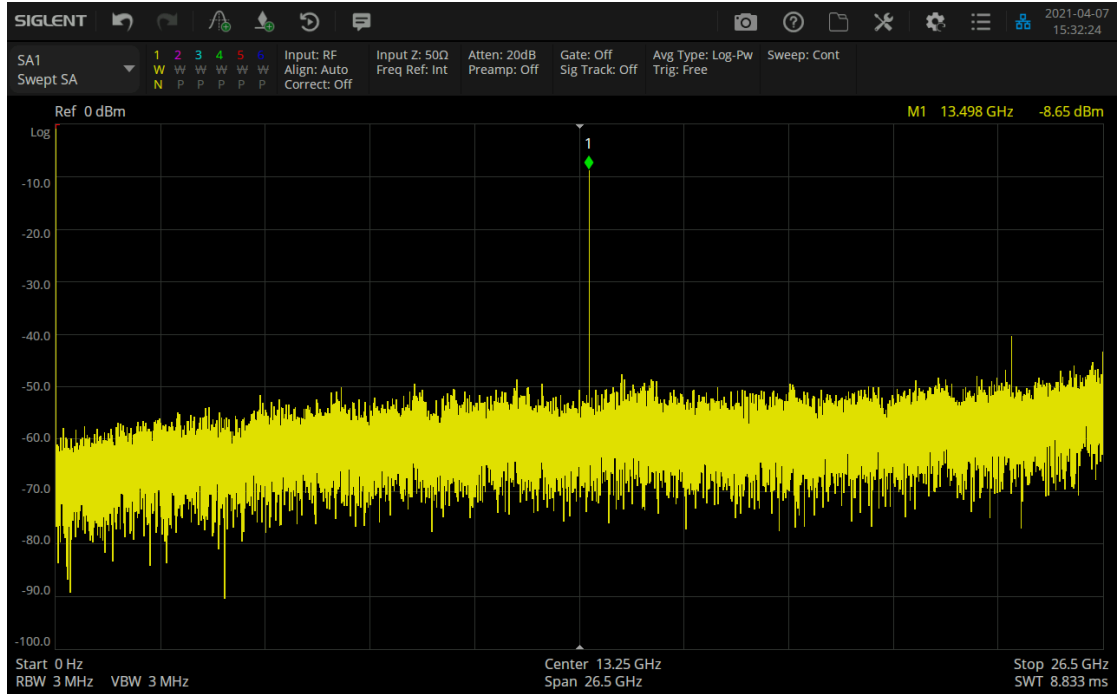 SIGLENT
2021-04-07
15:32:24
SA1
Swept SA
1 2 3 4 5 6
W W W W W W
N P P P P P
Input: RF
Align: Auto
Correct: Off
Input Z: 50Ω
Freq Ref: Int
Atten: 20dB
Preamp: Off
Gate: Off
Sig Track: Off
Avg Type: Log-Pw
Trig: Free
Sweep: Cont
Ref 0 dBm
M1 13.498 GHz -8.65 dBm
Log
1
-10.0
-20.0
-30.0
-40.0
-50.0
-60.0
-70.0
-80.0
-90.0
-100.0
Start 0 Hz
Center 13.25 GHz
Stop 26.5 GHz
RBW 3 MHz VBW 3 MHz
Span 26.5 GHz
SWT 8.833 ms